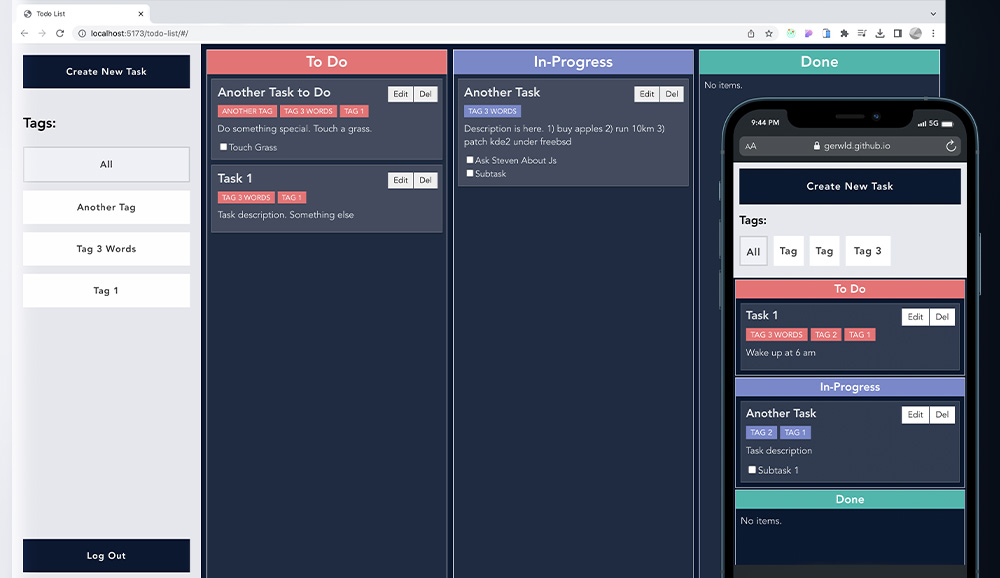 Todo List
localhost:5173/todo-list/#/
Create New Task
Tags:
All
Another Tag
Tag 3 Words
Tag 1
Log Out
To Do
Another Task to Do
Edit Del
ANOTHER TAG TAG 3 WORDS TAG 1
Do something special. Touch a grass.
Touch Grass
Task 1
Edit Del
TAG 3 WORDS TAG 1
Task description. Something else
In-Progress
Another Task
Edit Del
TAG 3 WORDS
Description is here. 1) buy apples 2) run 10km 3)
patch kde2 under freebsd
Ask Steven About Js
Subtask
Done
No items.
9:44 PM 5G
AA gerwld.github.io
Create New Task
Tags:
All Tag Tag Tag 3
To Do
Task 1
Edit Del
TAG 3 WORDS TAG 2 TAG 1
Wake up at 6 am
In-Progress
Another Task
Edit Del
TAG 2 TAG 1
Task description
Subtask 1
Done
No items.